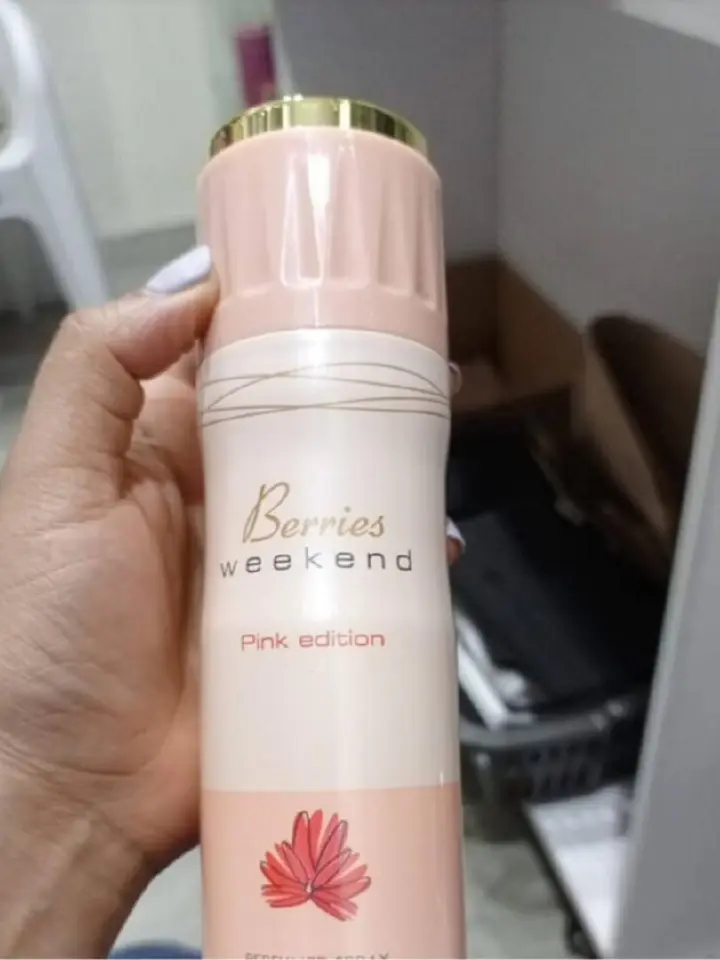 Berries
weekend
Pink edition